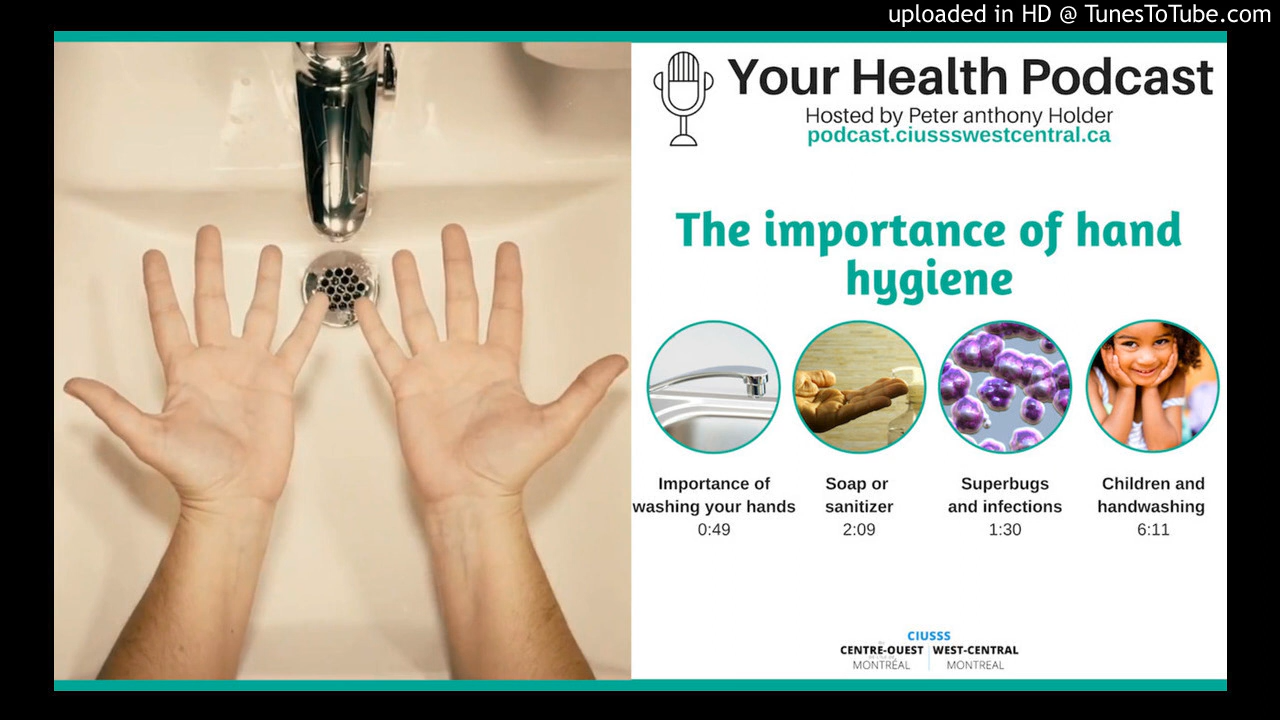 uploaded in HD @ TunesToTube.com
Your Health Podcast
Hosted by Peter anthony Holder
podcast.ciussswestcentral.ca
The importance of hand
hygiene
Importance of
washing your hands
0:49
Soap or
sanitizer
2:09
Superbugs
and infections
1:30
Children and
handwashing
6:11
CIUSSS
CENTRE-OUEST WEST-CENTRAL
MONTRÉAL MONTREAL